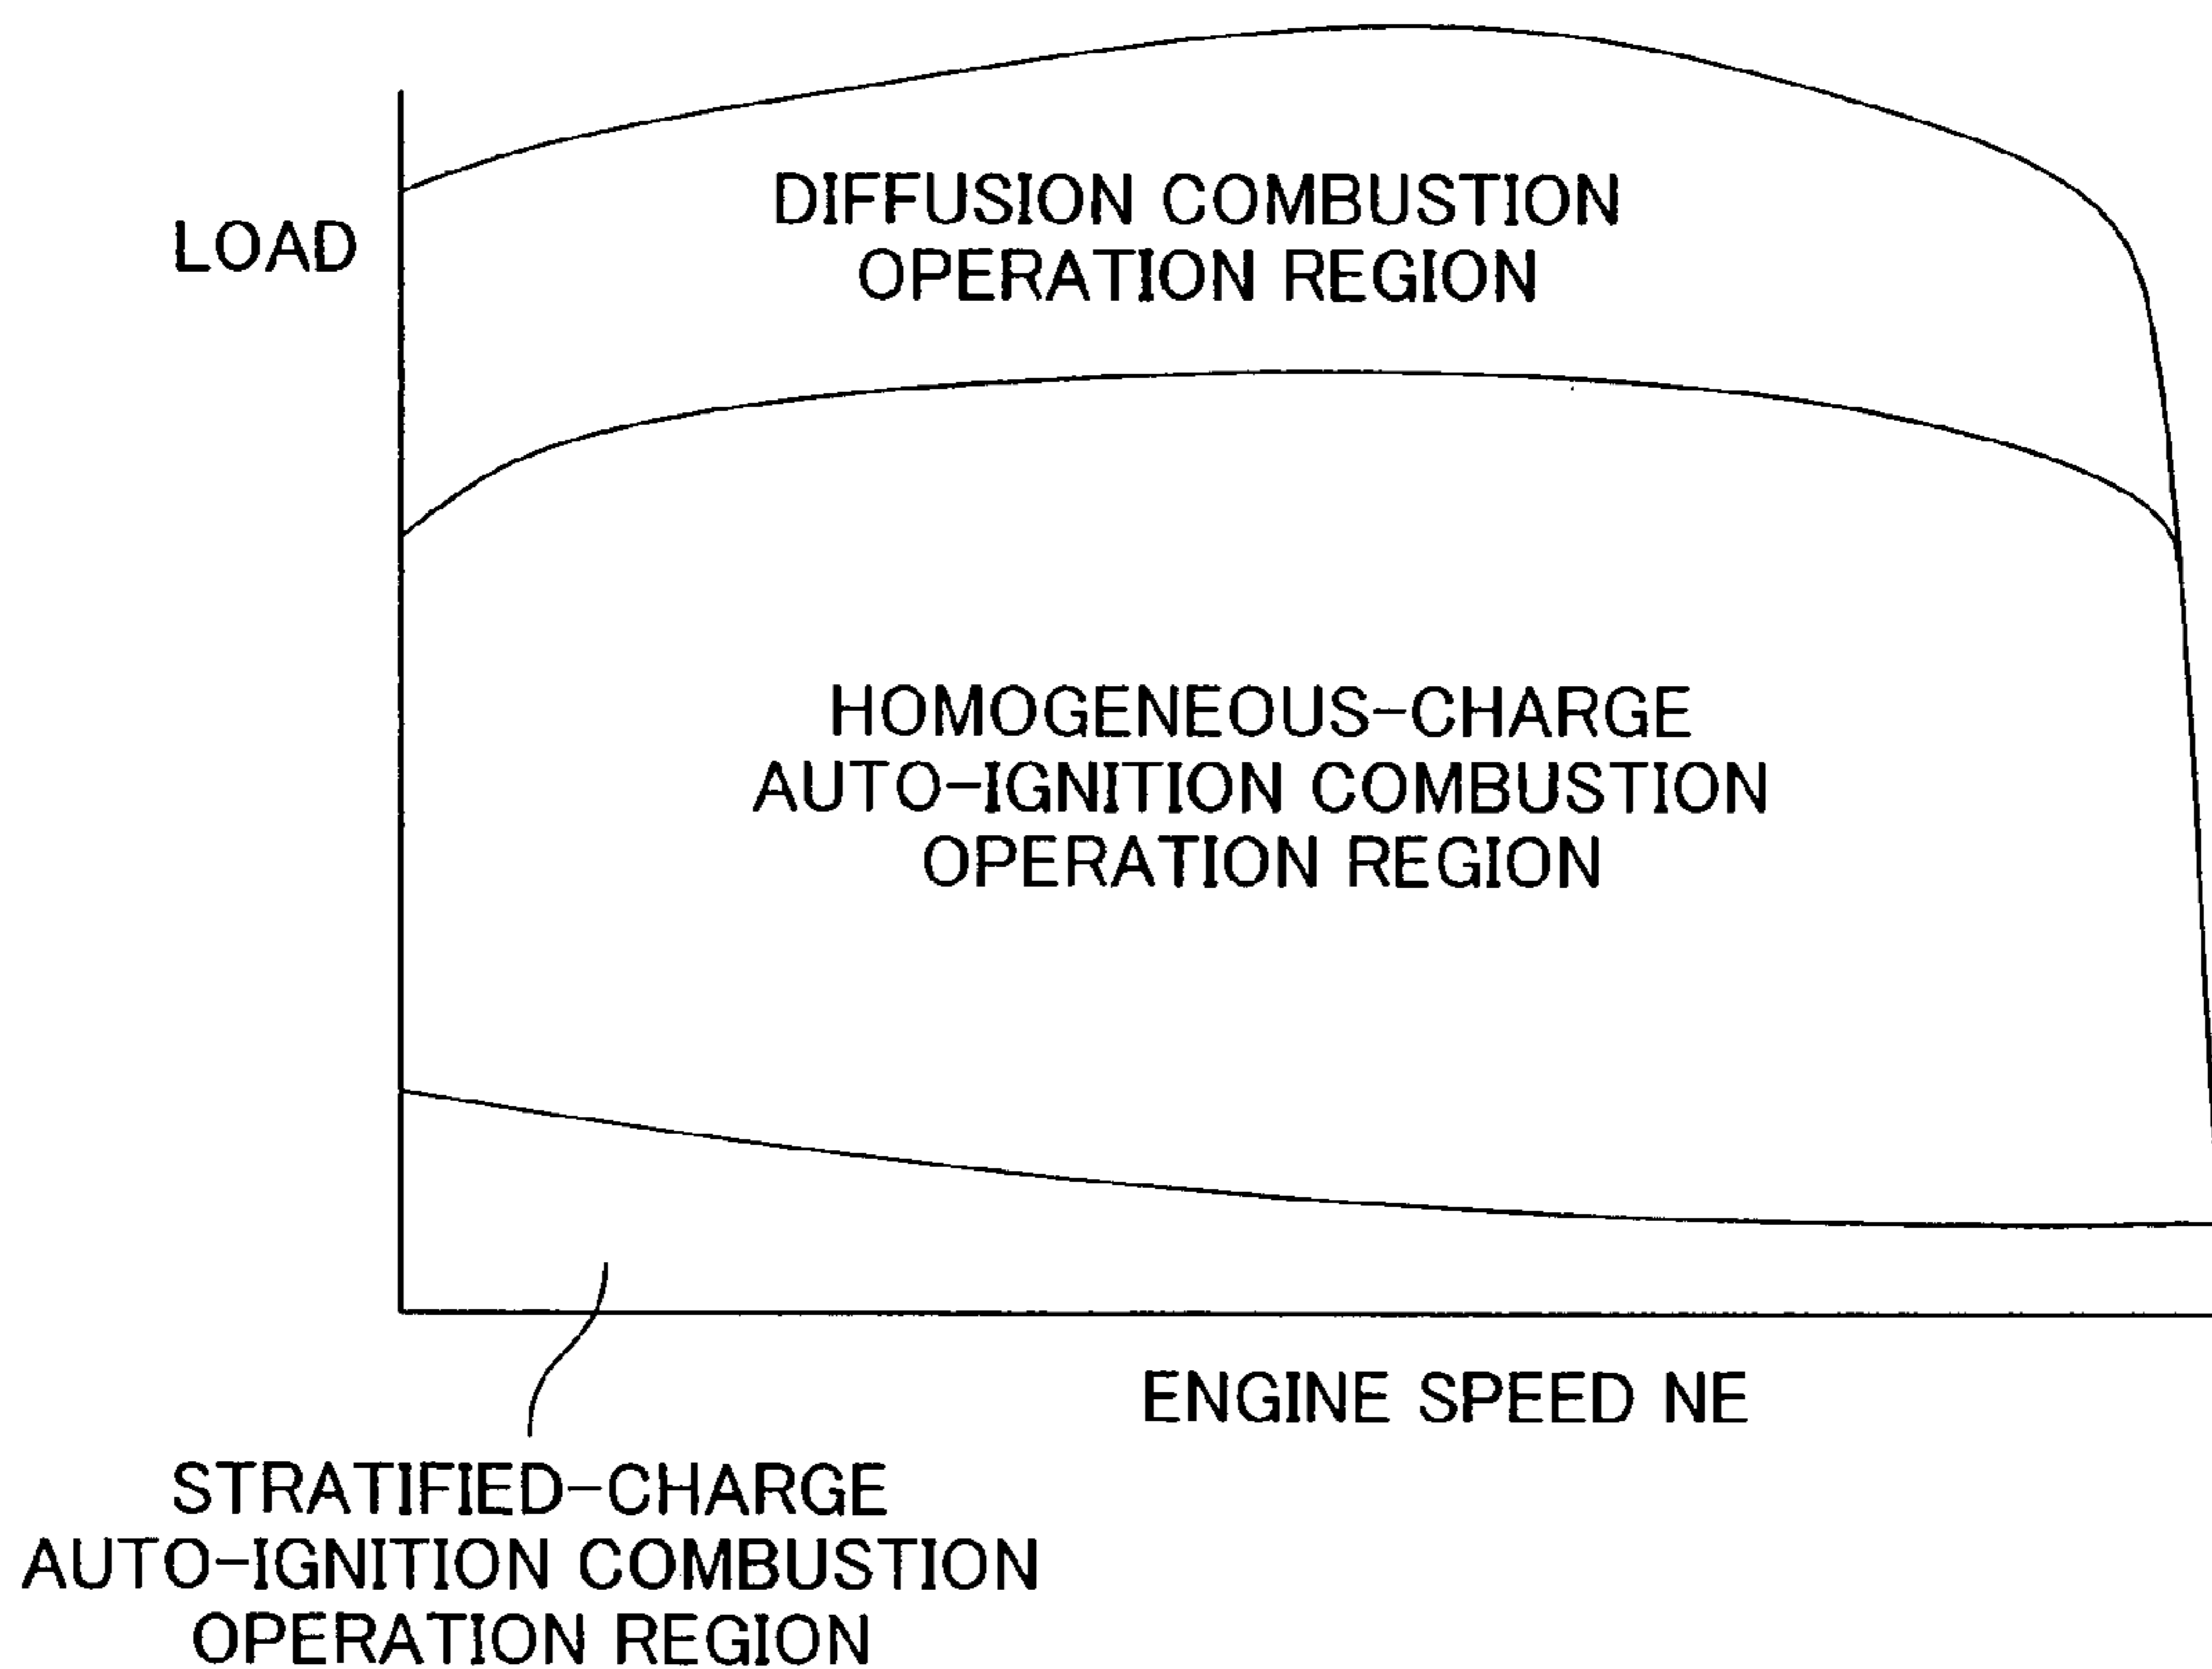 LOAD
DIFFUSION COMBUSTION
OPERATION REGION
HOMOGENEOUS-CHARGE
AUTO-IGNITION COMBUSTION
OPERATION REGION
ENGINE SPEED NE
STRATIFIED-CHARGE
AUTO-IGNITION COMBUSTION
OPERATION REGION